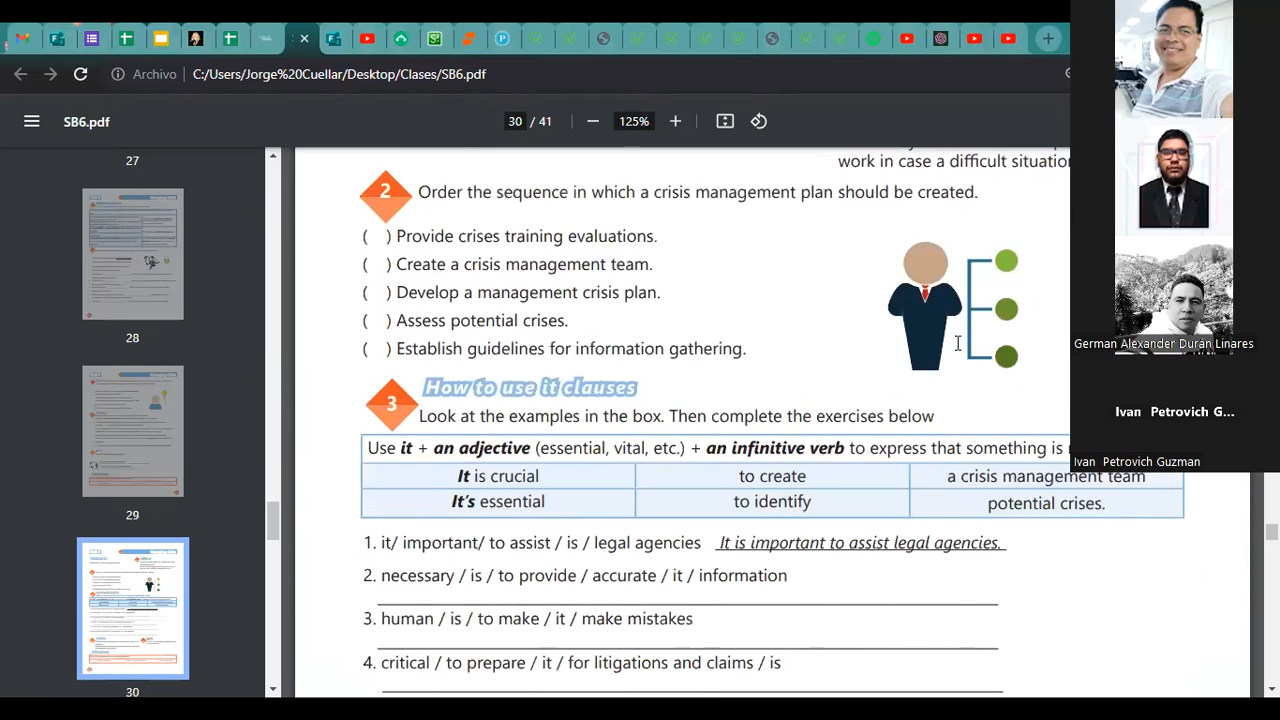 Archivo
C:/Users/Jorge%20Cuellar/Desktop/Clases/SB6.pdf
SB6.pdf
30 / 41
125%
27
28
29
30
work in case a difficult situation
2
Order the sequence in which a crisis management plan should be created.
( ) Provide crises training evaluations.
( ) Create a crisis management team.
( ) Develop a management crisis plan.
( ) Assess potential crises.
( ) Establish guidelines for information gathering.
3
How to use it clauses
Look at the examples in the box. Then complete the exercises below
Use it + an adjective (essential, vital, etc.) + an infinitive verb to express that something is
It is crucial to create a crisis management team
It's essential to identify potential crises.
1. it/ important/ to assist / is / legal agencies It is important to assist legal agencies.
2. necessary / is / to provide / accurate / it / information
3. human / is / to make / it / make mistakes
4. critical / to prepare / it / for litigations and claims / is
German Alexander Durán Linares
Ivan Petrovich G...
Ivan Petrovich Guzman